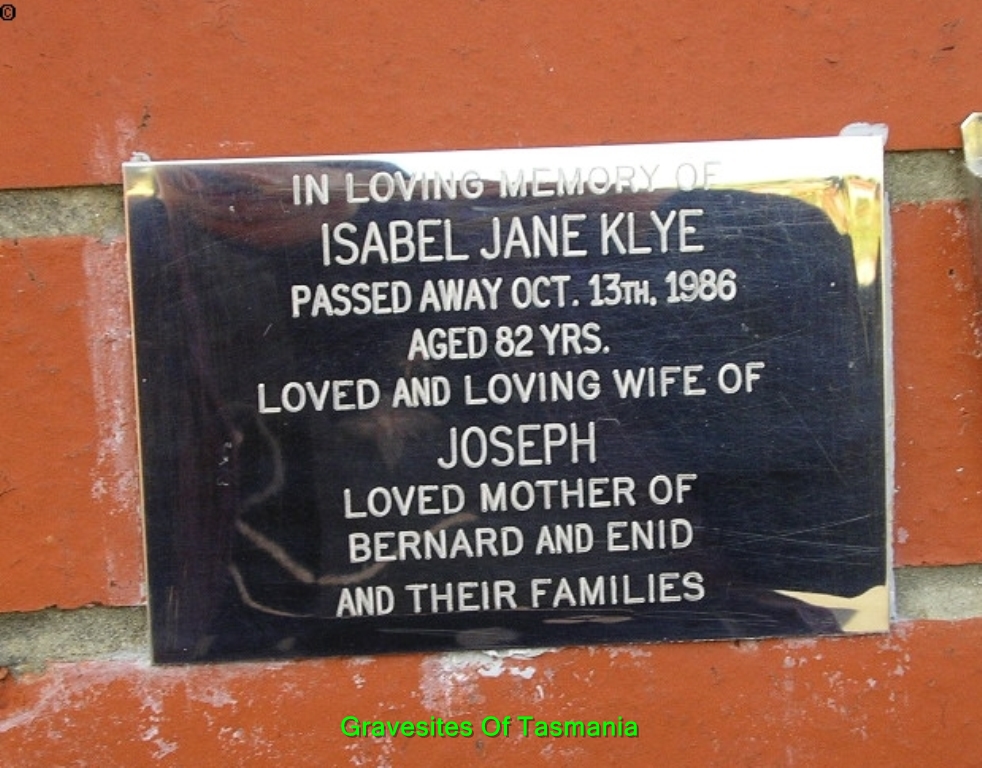 ©
IN LOVING MEMORY OF
ISABEL JANE KLYE
PASSED AWAY OCT. 13TH, 1986
AGED 82 YRS.
LOVED AND LOVING WIFE OF
JOSEPH
LOVED MOTHER OF
BERNARD AND ENID
AND THEIR FAMILIES
Gravesites Of Tasmania